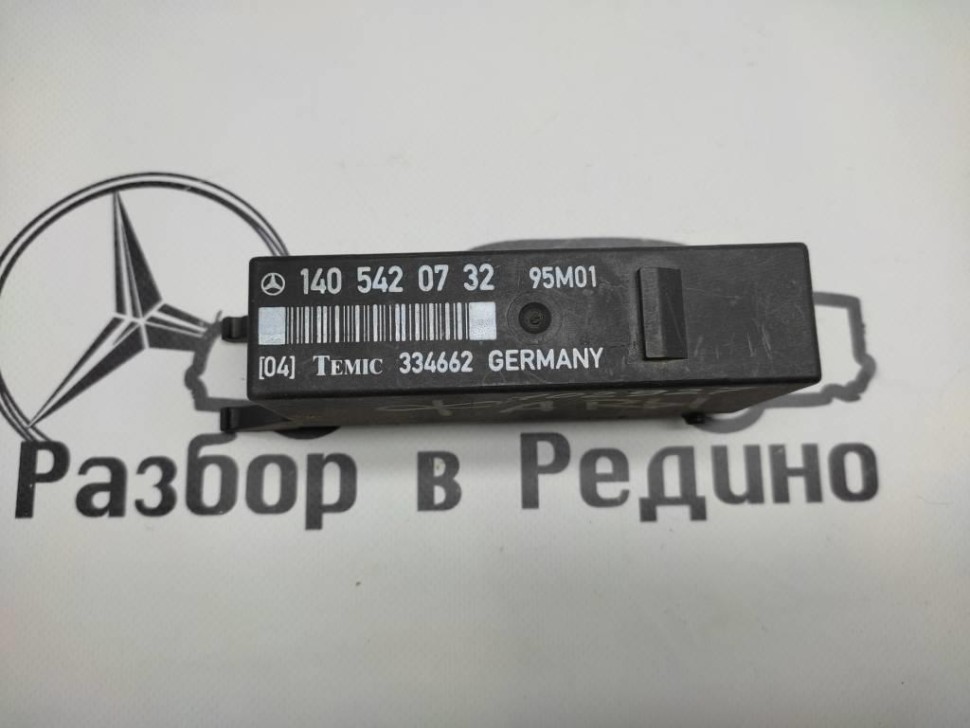 140 542 07 32 95M01
[04] TEMIC 334662 GERMANY
Разбор в Редино